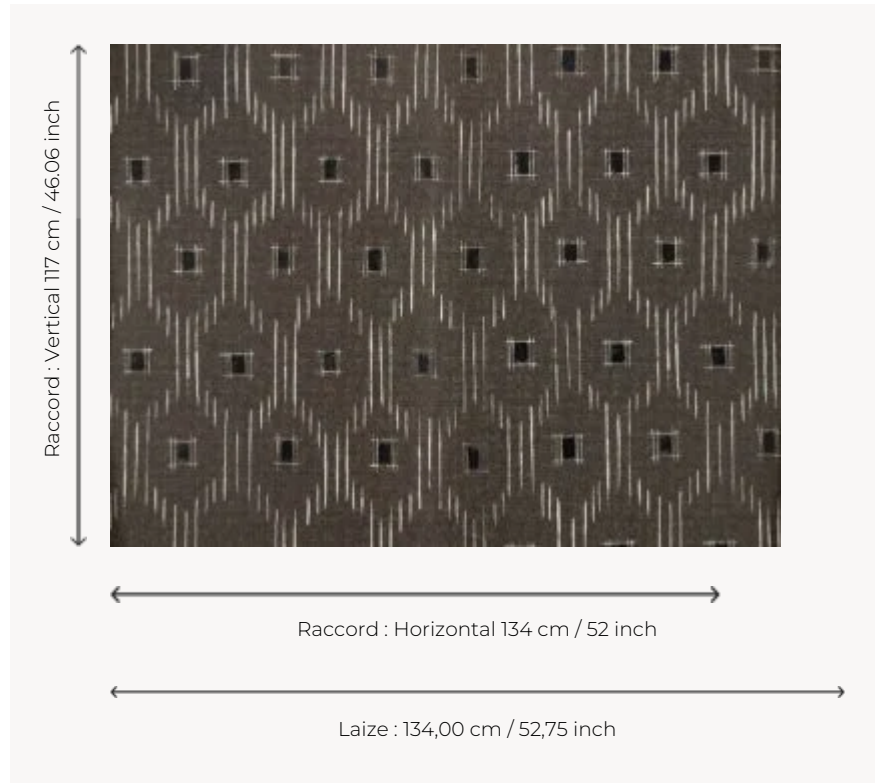 Raccord : Vertical 117 cm / 46.06 inch
Raccord : Horizontal 134 cm / 52 inch
Laize : 134,00 cm / 52,75 inch